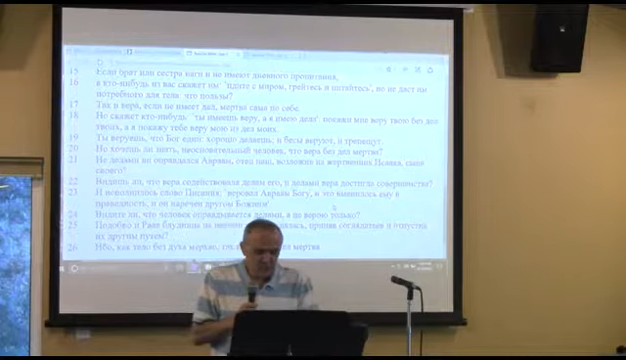 15 Если брат или сестра наги и не имеют дневного пропитания,
16 а кто-нибудь из вас скажет им: 'идите с миром, грейтесь и питайтесь', но не даст им
потребного для тела: что пользы?
17 Так и вера, если не имеет дел, мертва сама по себе.
18 Но скажет кто-нибудь: 'ты имеешь веру, а я имею дела': покажи мне веру твою без дел
твоих, а я покажу тебе веру мою из дел моих.
19 Ты веруешь, что Бог един: хорошо делаешь; и бесы веруют, и трепещут.
20 Но хочешь ли знать, неосновательный человек, что вера без дел мертва?
21 Не делами ли оправдался Авраам, отец наш, возложив на жертвенник Исаака, сына
своего?
22 Видишь ли, что вера содействовала делам его, и делами вера достигла совершенства?
23 И исполнилось слово Писания: 'веровал Авраам Богу, и это вменилось ему в
праведность, и он наречен другом Божиим'.
24 Видите ли, что человек оправдывается делами, а не верою только?
25 Подобно и Раав блудница не делами ли, приняв соглядатаев и отпустив
их другим путем?
26 Ибо, как тело без духа мертво, дел мертва.